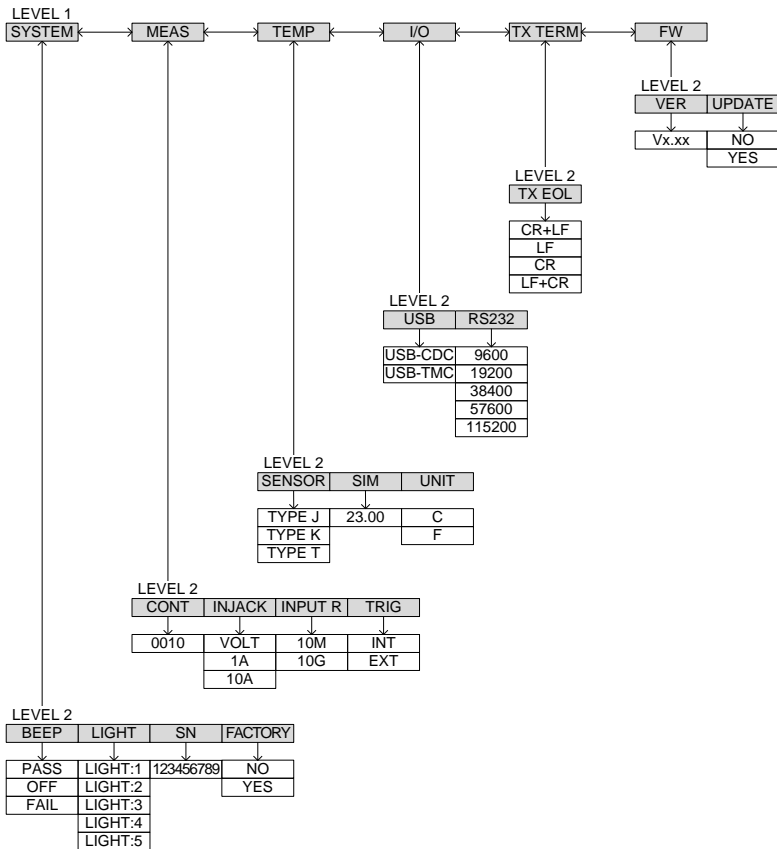 LEVEL 1
SYSTEM MEAS TEMP I/O TX TERM FW
LEVEL 2
VER UPDATE
Vx.xx NO
YES
LEVEL 2
TX EOL
CR+LF
LF
CR
LF+CR
LEVEL 2
USB RS232
USB-CDC 9600
USB-TMC 19200
38400
57600
115200
LEVEL 2
SENSOR SIM UNIT
TYPE J 23.00 C
TYPE K F
TYPE T
LEVEL 2
CONT INJACK INPUT R TRIG
0010 VOLT 10M INT
1A 10G EXT
10A
LEVEL 2
BEEP LIGHT SN FACTORY
PASS LIGHT:1 123456789 NO
OFF LIGHT:2 YES
FAIL LIGHT:3
LIGHT:4
LIGHT:5